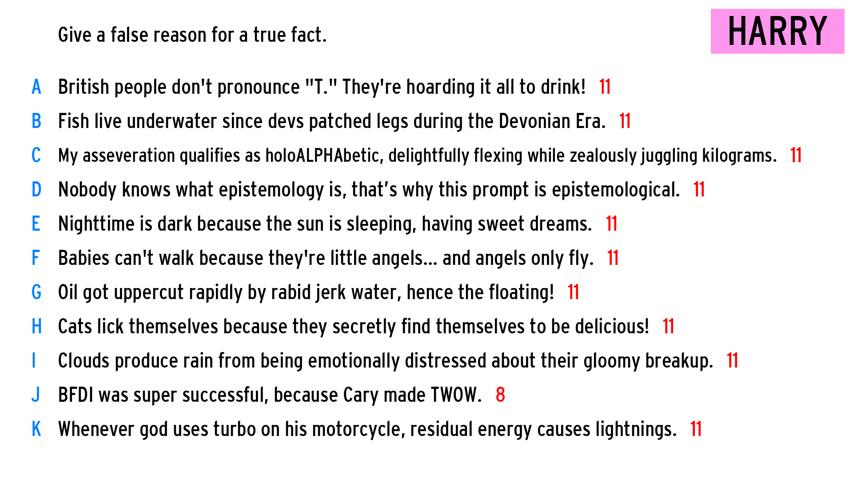 Give a false reason for a true fact.
HARRY
A British people don't pronounce "T." They're hoarding it all to drink! 11
B Fish live underwater since devs patched legs during the Devonian Era. 11
C My asseveration qualifies as holoALPHAbetic, delightfully flexing while zealously juggling kilograms. 11
D Nobody knows what epistemology is, that’s why this prompt is epistemological. 11
E Nighttime is dark because the sun is sleeping, having sweet dreams. 11
F Babies can't walk because they're little angels... and angels only fly. 11
G Oil got uppercut rapidly by rabid jerk water, hence the floating! 11
H Cats lick themselves because they secretly find themselves to be delicious! 11
I Clouds produce rain from being emotionally distressed about their gloomy breakup. 11
J BFDI was super successful, because Cary made TWOW. 8
K Whenever god uses turbo on his motorcycle, residual energy causes lightnings. 11